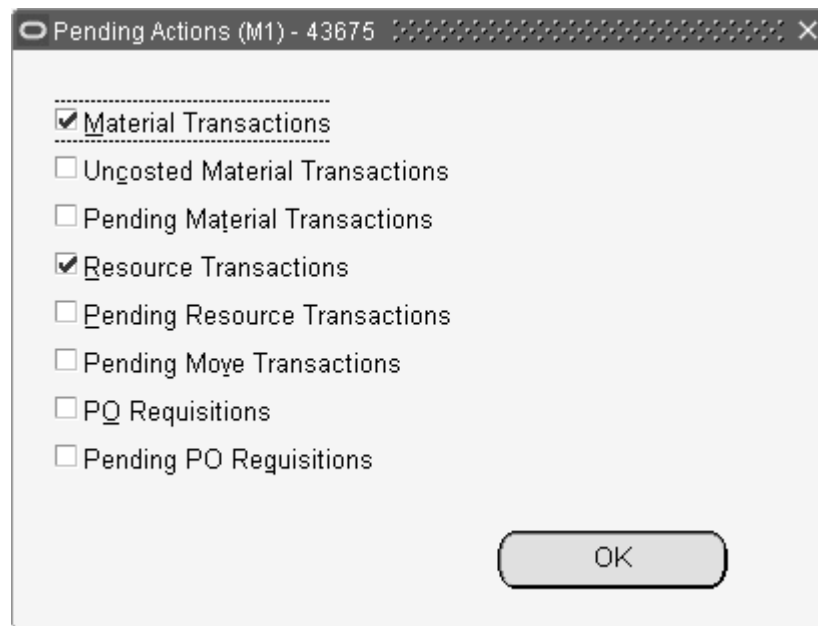 Pending Actions (M1) - 43675
Material Transactions
Uncosted Material Transactions
Pending Material Transactions
Resource Transactions
Pending Resource Transactions
Pending Move Transactions
PO Requisitions
Pending PO Requisitions
OK